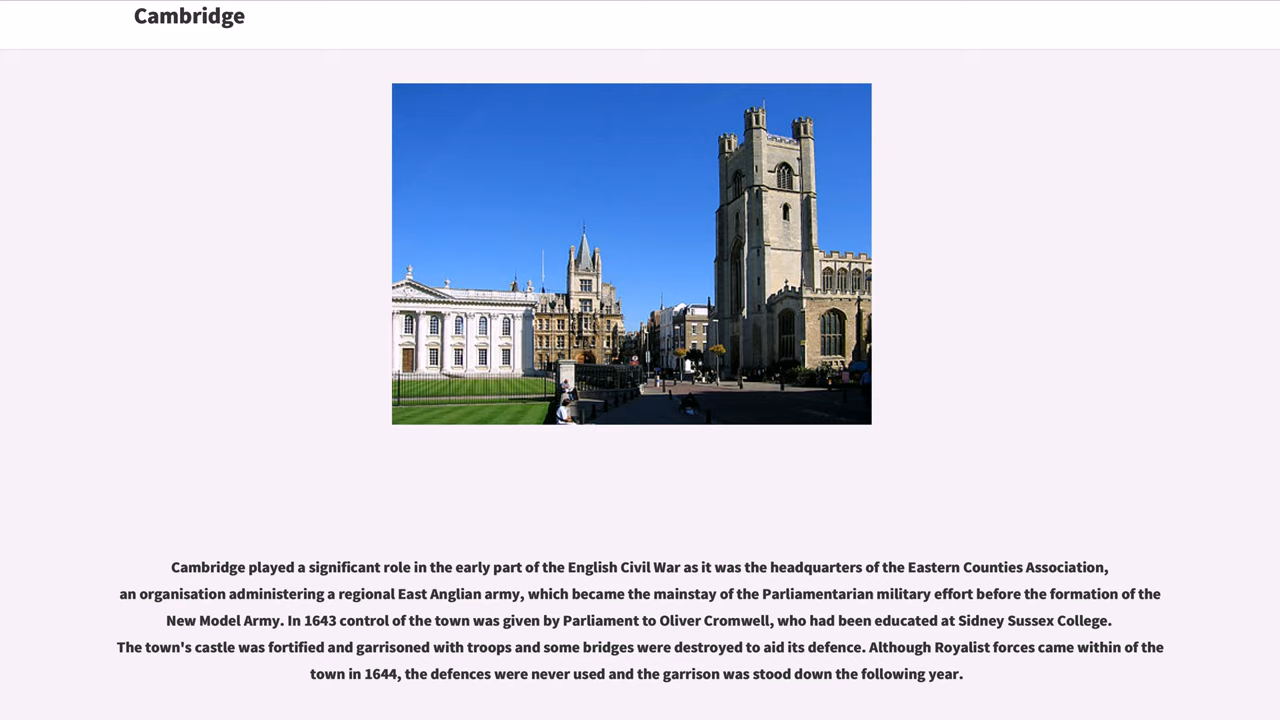 Cambridge
Cambridge played a significant role in the early part of the English Civil War as it was the headquarters of the Eastern Counties Association,
an organisation administering a regional East Anglian army, which became the mainstay of the Parliamentarian military effort before the formation of the
New Model Army. In 1643 control of the town was given by Parliament to Oliver Cromwell, who had been educated at Sidney Sussex College.
The town's castle was fortified and garrisoned with troops and some bridges were destroyed to aid its defence. Although Royalist forces came within of the
town in 1644, the defences were never used and the garrison was stood down the following year.